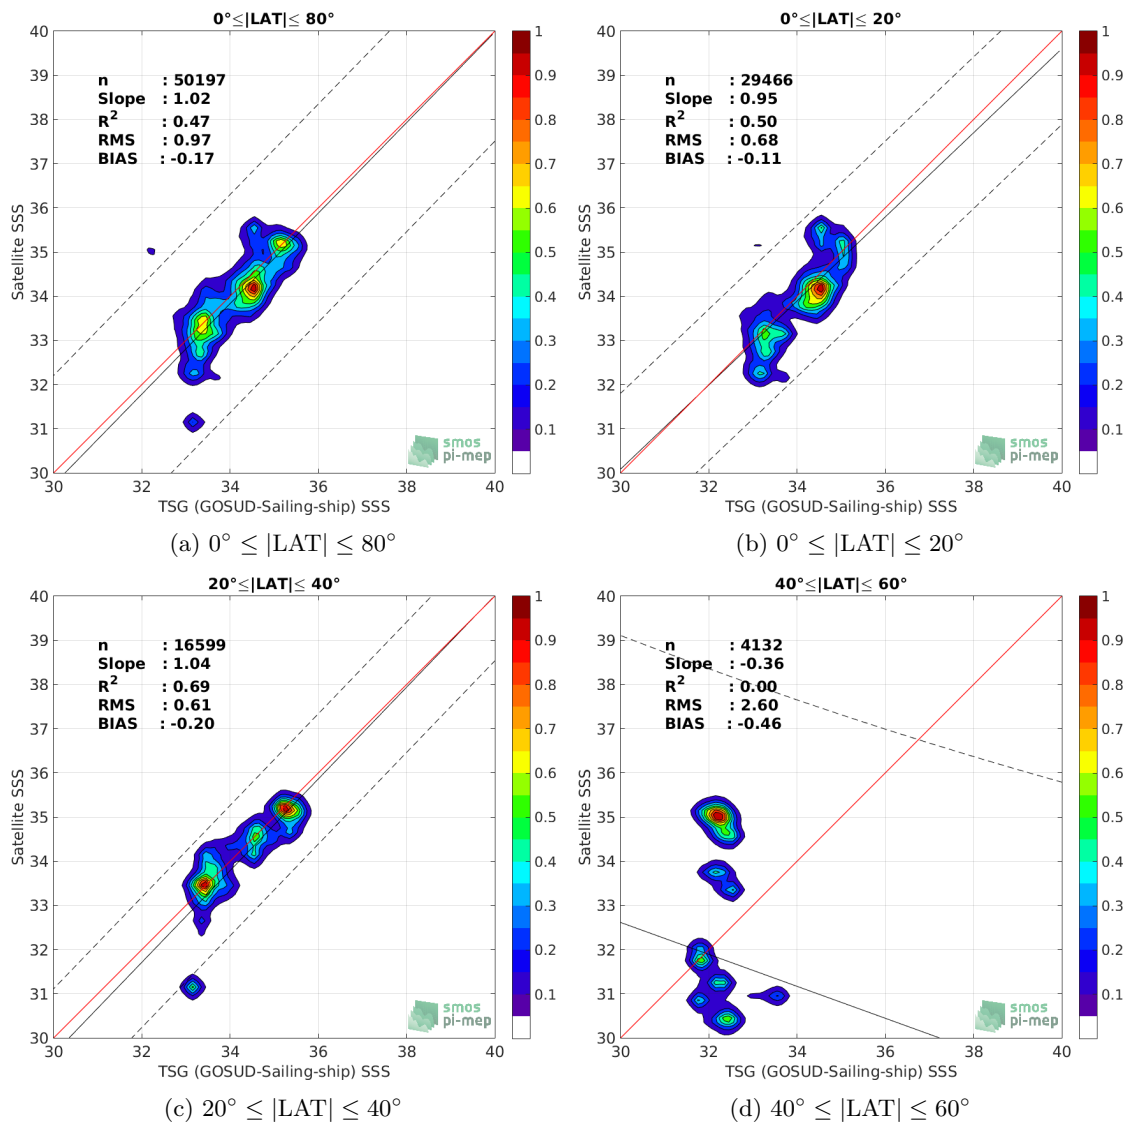 0°≤|LAT|≤ 80°
n : 50197
Slope : 1.02
R2 : 0.47
RMS : 0.97
BIAS : -0.17
40
39
38
37
36
35
34
33
32
31
30
30
32
34
36
38
40
Satellite SSS
TSG (GOSUD-Sailing-ship) SSS
1
0.9
0.8
0.7
0.6
0.5
0.4
0.3
0.2
0.1
smos
pi-mep
(a) 0° ≤ |LAT| ≤ 80°
0°≤|LAT|≤ 20°
n : 29466
Slope : 0.95
R2 : 0.50
RMS : 0.68
BIAS : -0.11
40
39
38
37
36
35
34
33
32
31
30
30
32
34
36
38
40
Satellite SSS
TSG (GOSUD-Sailing-ship) SSS
1
0.9
0.8
0.7
0.6
0.5
0.4
0.3
0.2
0.1
smos
pi-mep
(b) 0° ≤ |LAT| ≤ 20°
20°≤|LAT|≤ 40°
n : 16599
Slope : 1.04
R2 : 0.69
RMS : 0.61
BIAS : -0.20
40
39
38
37
36
35
34
33
32
31
30
30
32
34
36
38
40
Satellite SSS
TSG (GOSUD-Sailing-ship) SSS
1
0.9
0.8
0.7
0.6
0.5
0.4
0.3
0.2
0.1
smos
pi-mep
(c) 20° ≤ |LAT| ≤ 40°
40°≤|LAT|≤ 60°
n : 4132
Slope : -0.36
R2 : 0.00
RMS : 2.60
BIAS : -0.46
40
39
38
37
36
35
34
33
32
31
30
30
32
34
36
38
40
Satellite SSS
TSG (GOSUD-Sailing-ship) SSS
1
0.9
0.8
0.7
0.6
0.5
0.4
0.3
0.2
0.1
smos
pi-mep
(d) 40° ≤ |LAT| ≤ 60°